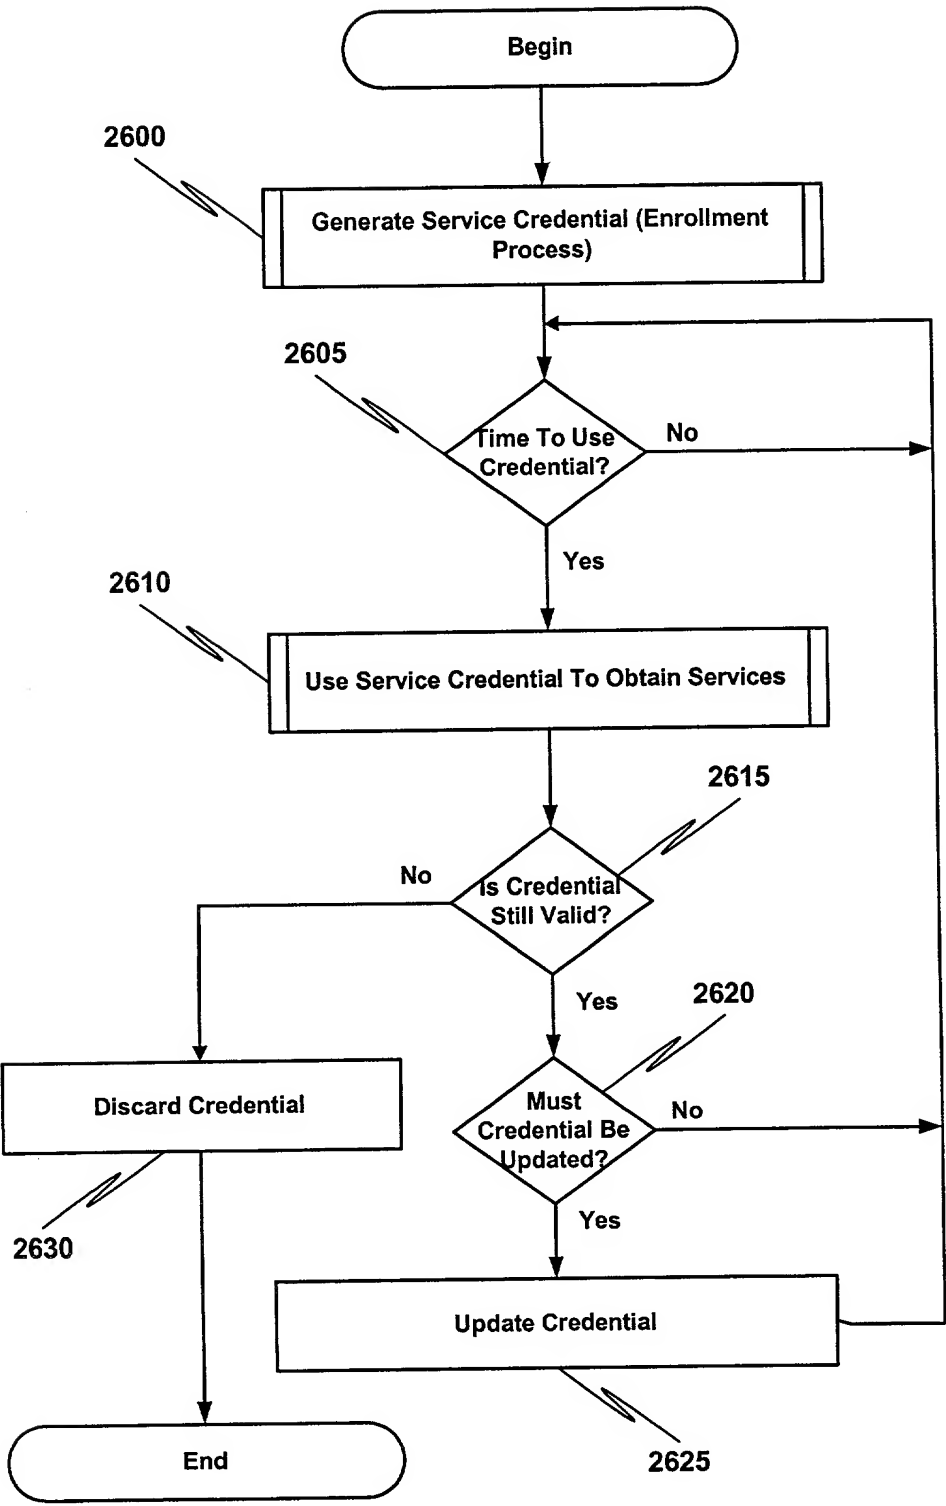 Begin
2600
Generate Service Credential (Enrollment
Process)
2605
Time To Use
Credential?
No
Yes
2610
Use Service Credential To Obtain Services
2615
No
Is Credential
Still Valid?
Yes
2620
Discard Credential
Must
Credential Be
Updated?
No
Yes
2630
Update Credential
End
2625